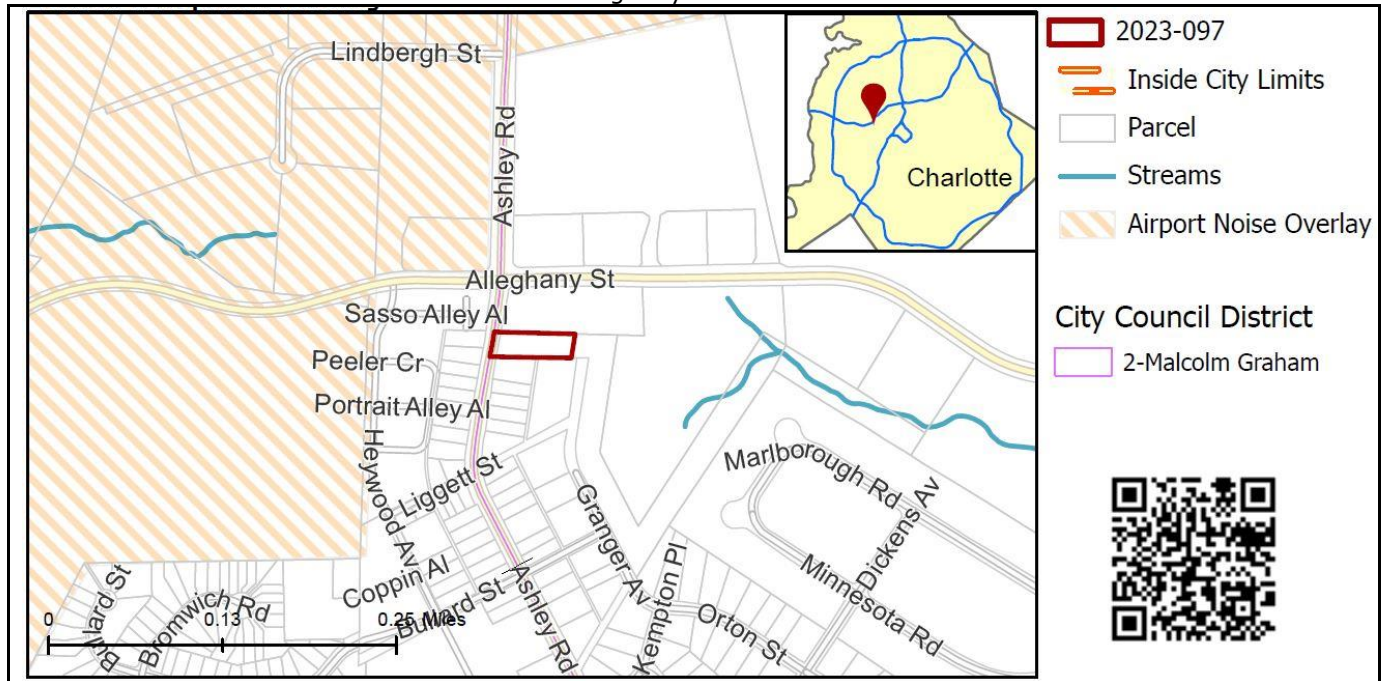 Lindbergh St
Ashley Rd
Alleghany St
Sasso Alley Al
Peeler Cr
Portrait Alley Al
Heywood Av
Liggett St
Granger Av
Marlborough Rd
Dickens Av
Minnesota Rd
Coppin Al
Bullard St
Ashley Rd
Kempton Pl
Orton St
Bullard St
Bromwich Rd
0
0.13
0.25 Miles
Charlotte
2023-097
Inside City Limits
Parcel
Streams
Airport Noise Overlay
City Council District
2-Malcolm Graham